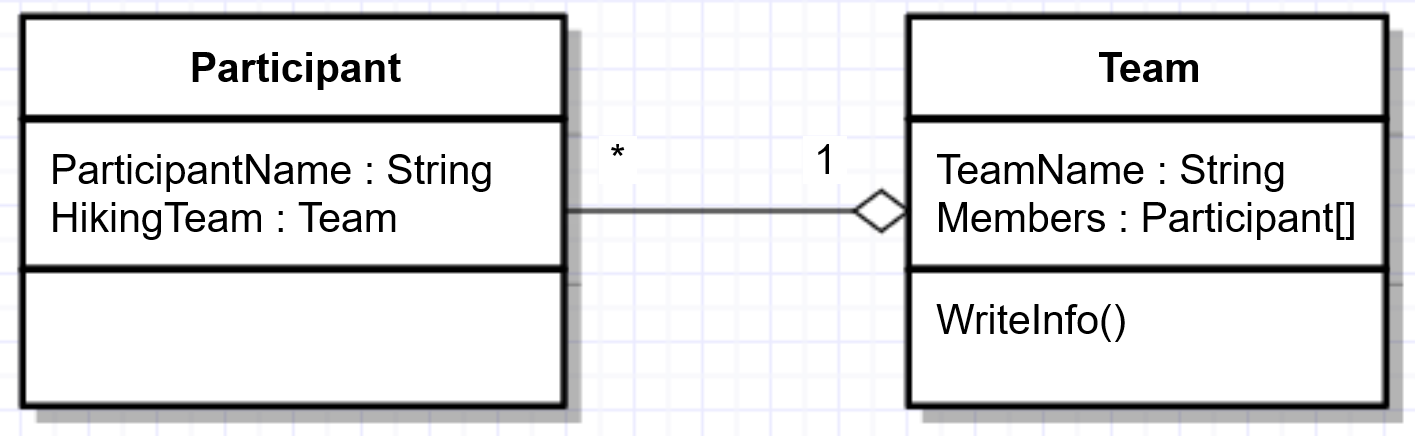 Participant
ParticipantName : String
HikingTeam : Team
*
1
Team
TeamName : String
Members : Participant[]
WriteInfo()